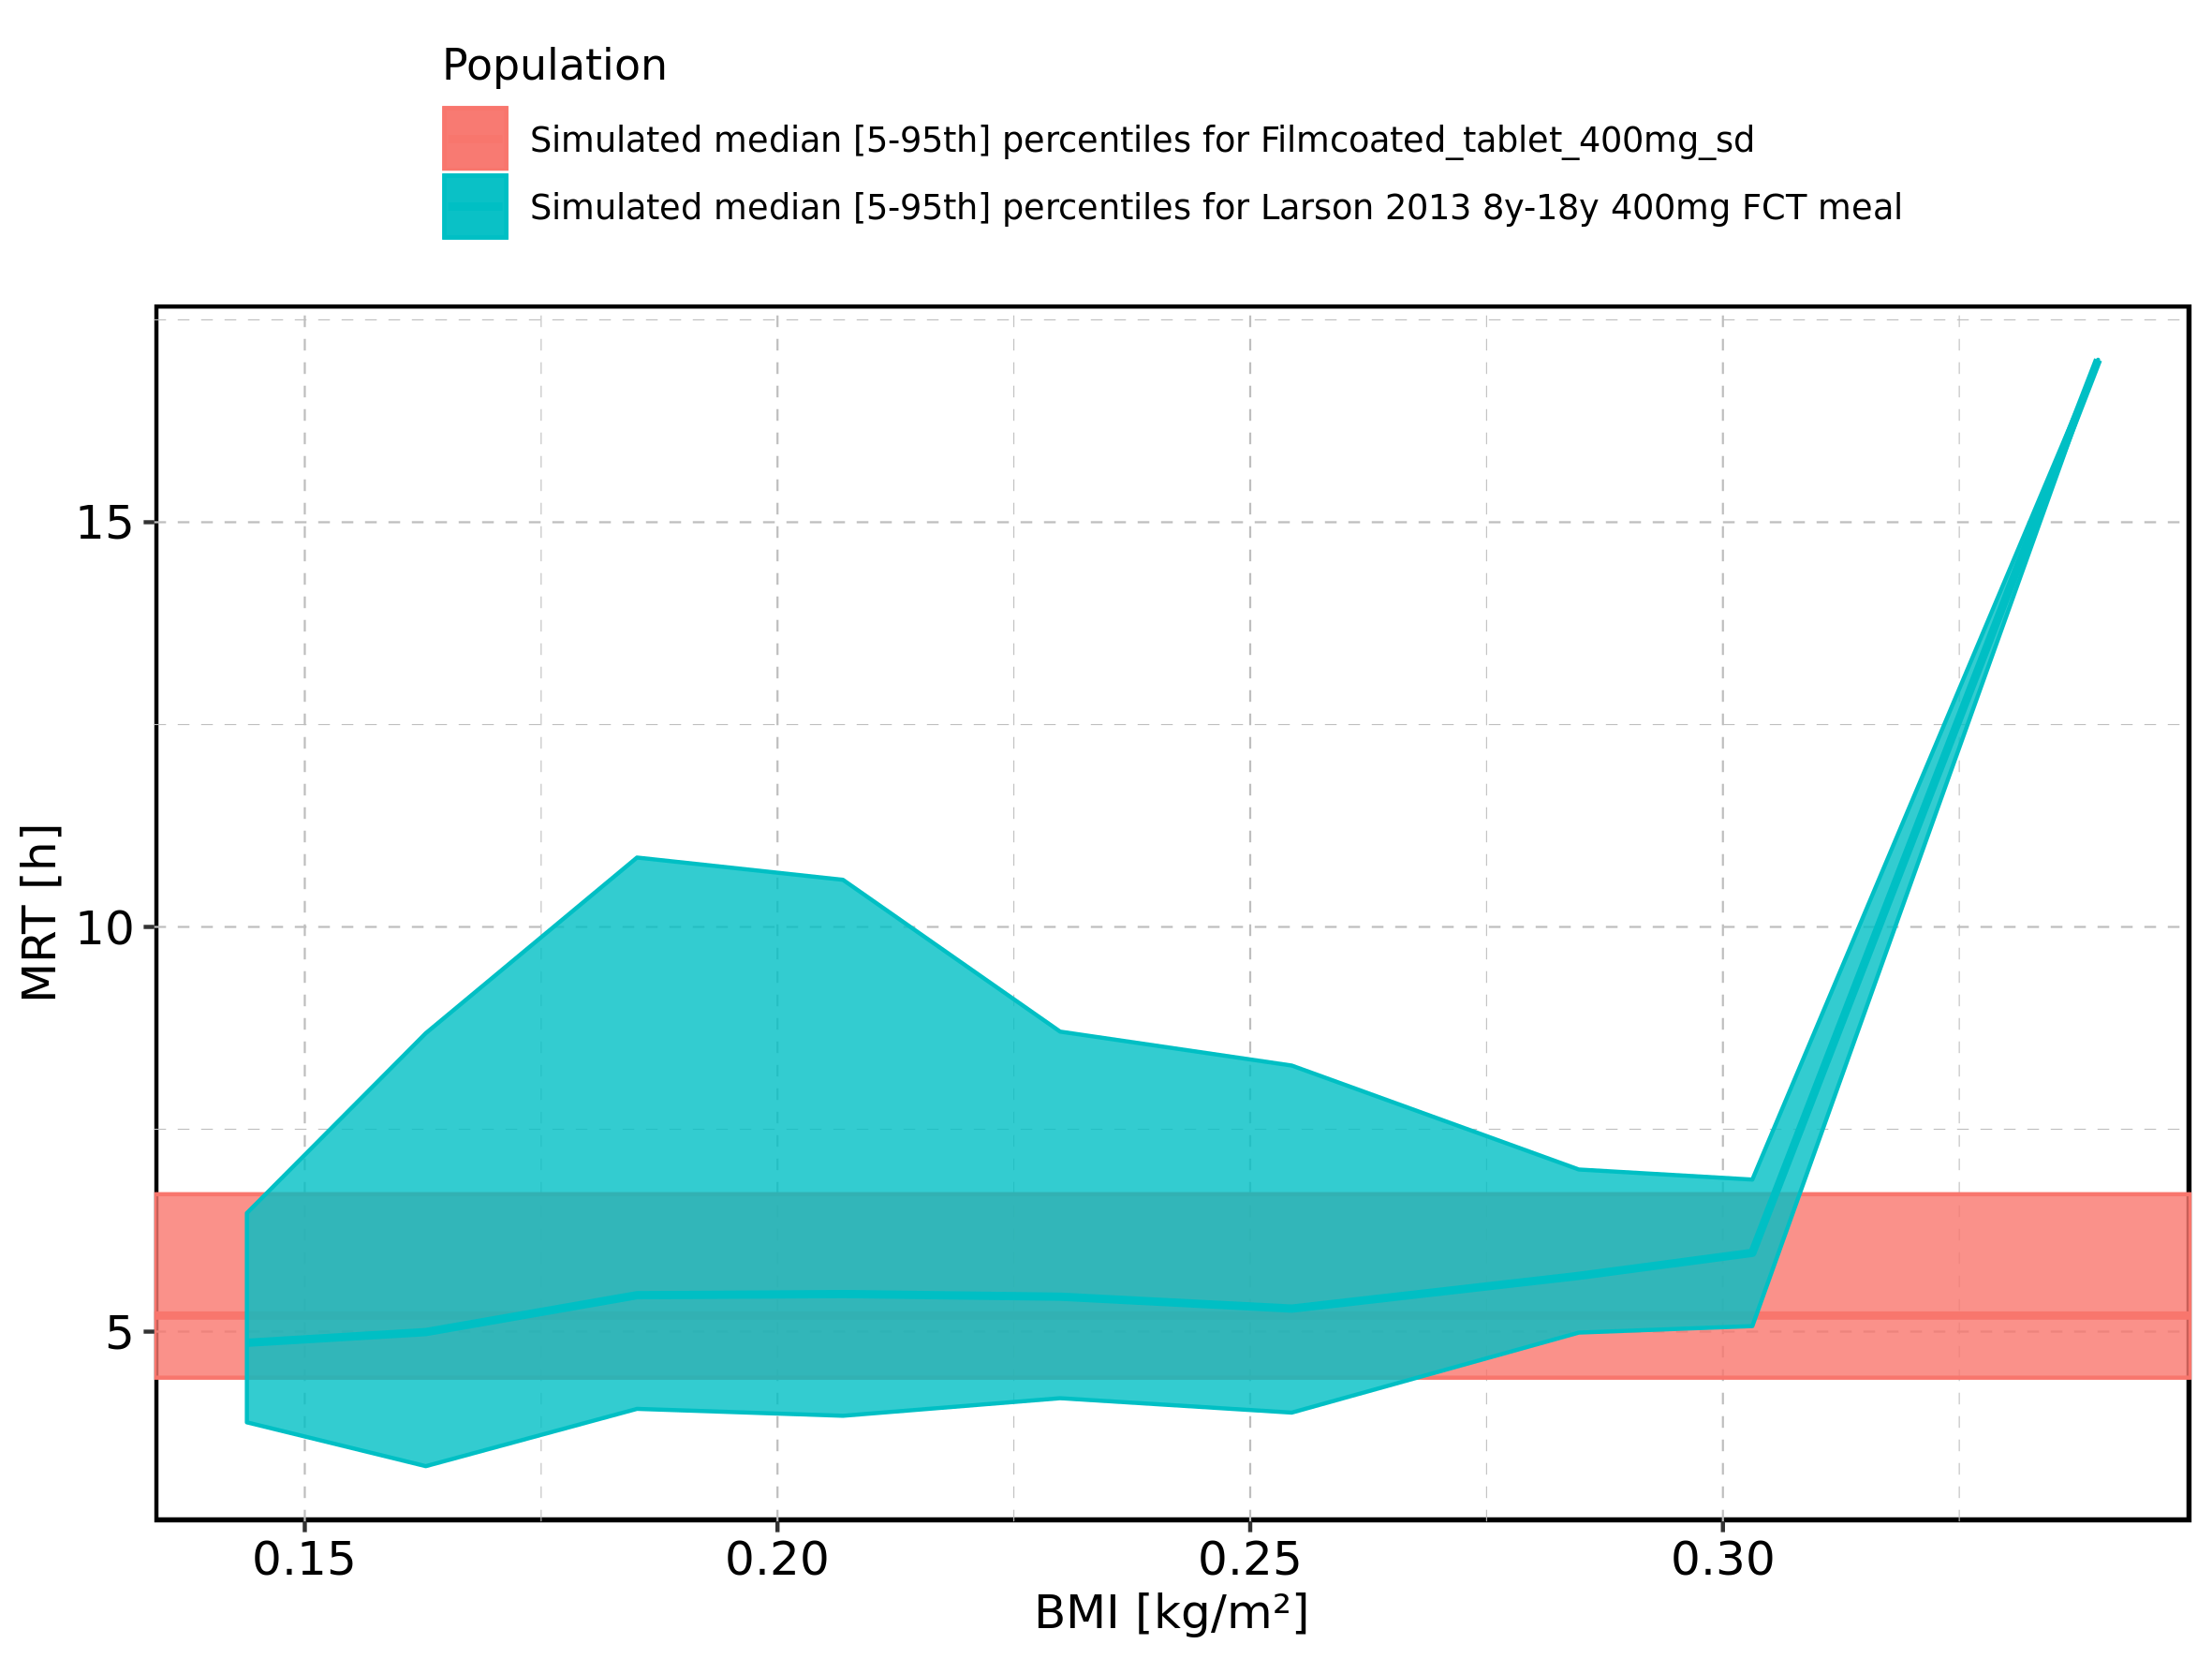 Population
Simulated median [5-95th] percentiles for Filmcoated_tablet_400mg_sd
Simulated median [5-95th] percentiles for Larson 2013 8y-18y 400mg FCT meal
MRT [h]
15
10
5
0.15 0.20 0.25 0.30
BMI [kg/m²]